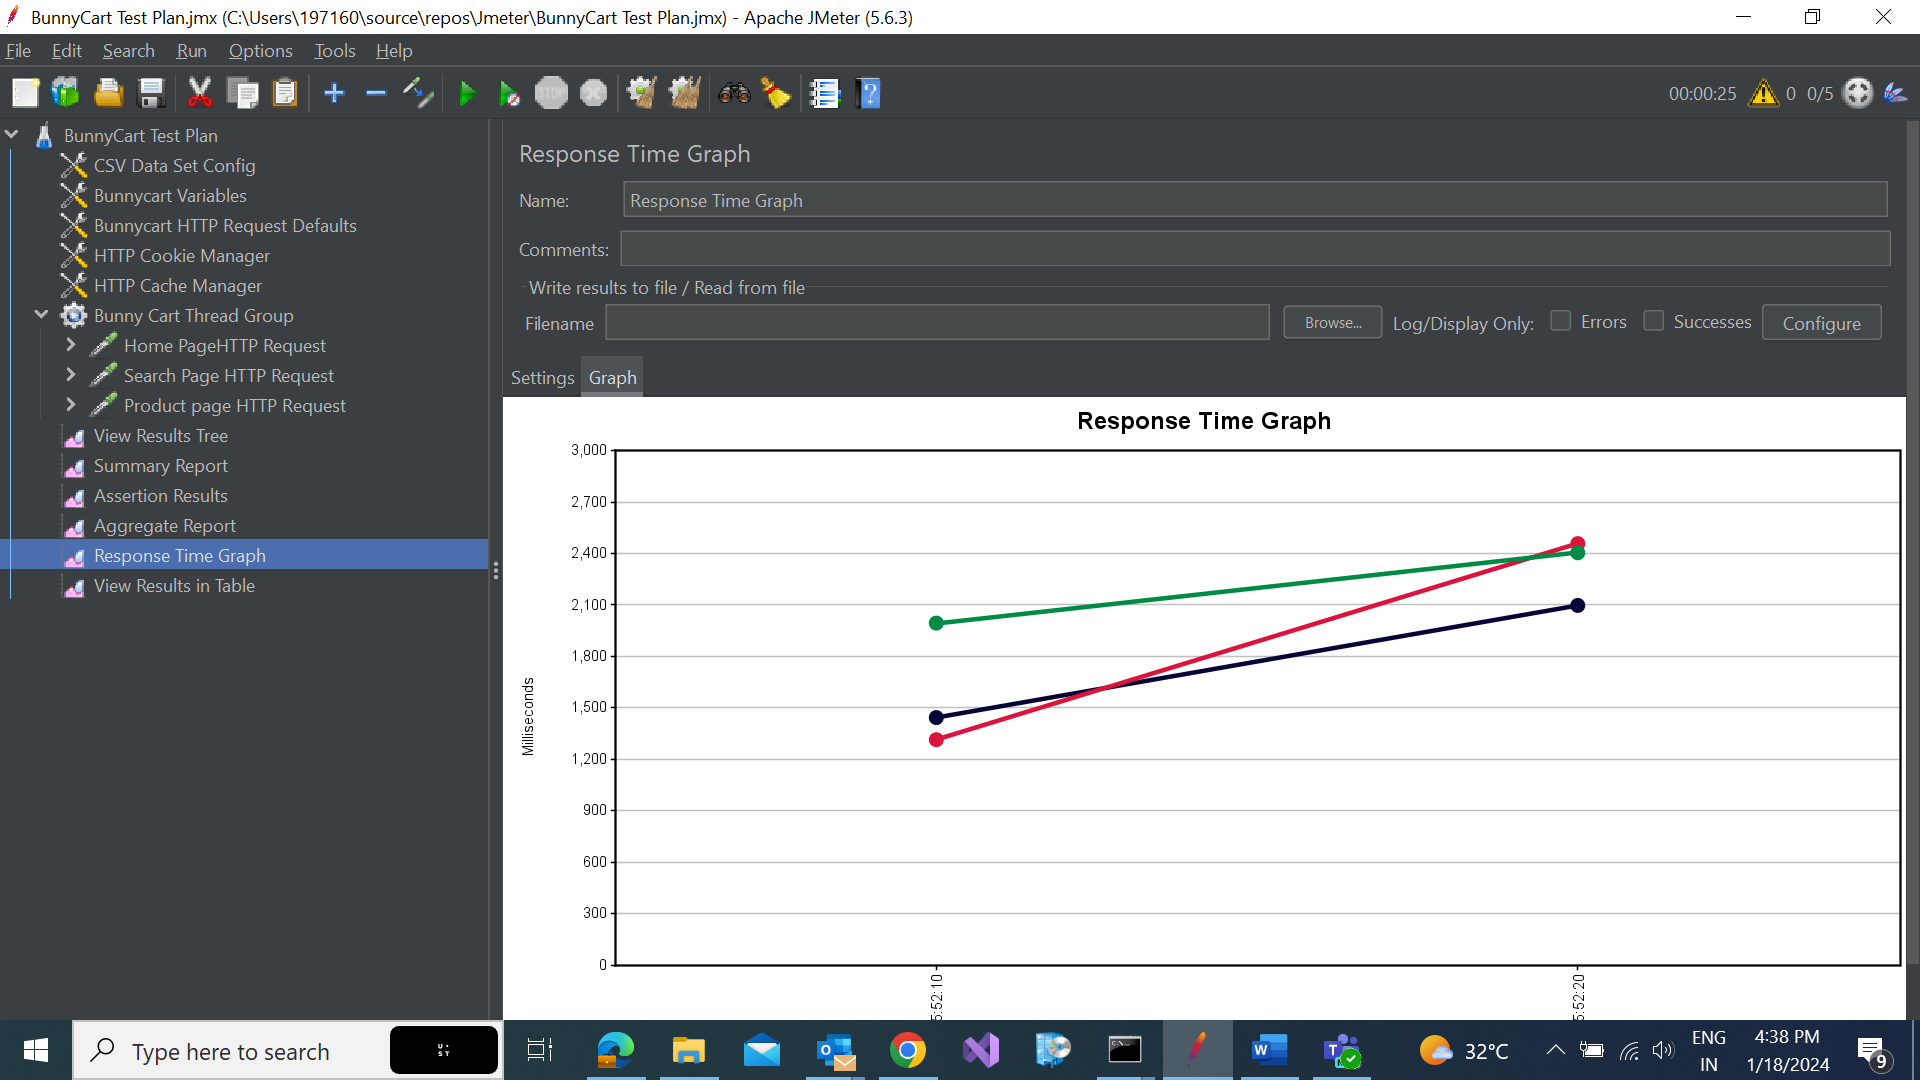 BunnyCart Test Plan.jmx (C:\Users\197160\source\repos\Jmeter\BunnyCart Test Plan.jmx) - Apache JMeter (5.6.3)
File Edit Search Run Options Tools Help
STOP
00:00:25 0 0/5
BunnyCart Test Plan
CSV Data Set Config
Bunnycart Variables
Bunnycart HTTP Request Defaults
HTTP Cookie Manager
HTTP Cache Manager
Bunny Cart Thread Group
Home PageHTTP Request
Search Page HTTP Request
Product page HTTP Request
View Results Tree
Summary Report
Assertion Results
Aggregate Report
Response Time Graph
View Results in Table
Response Time Graph
Name: Response Time Graph
Comments:
Write results to file / Read from file
Filename Browse... Log/Display Only: Errors Successes Configure
Settings Graph
Response Time Graph
3,000
2,700
2,400
2,100
1,800
1,500
1,200
900
600
300
0
Milliseconds
5:52:10
5:52:20
Type here to search
32°C
ENG
IN
4:38 PM
1/18/2024
9